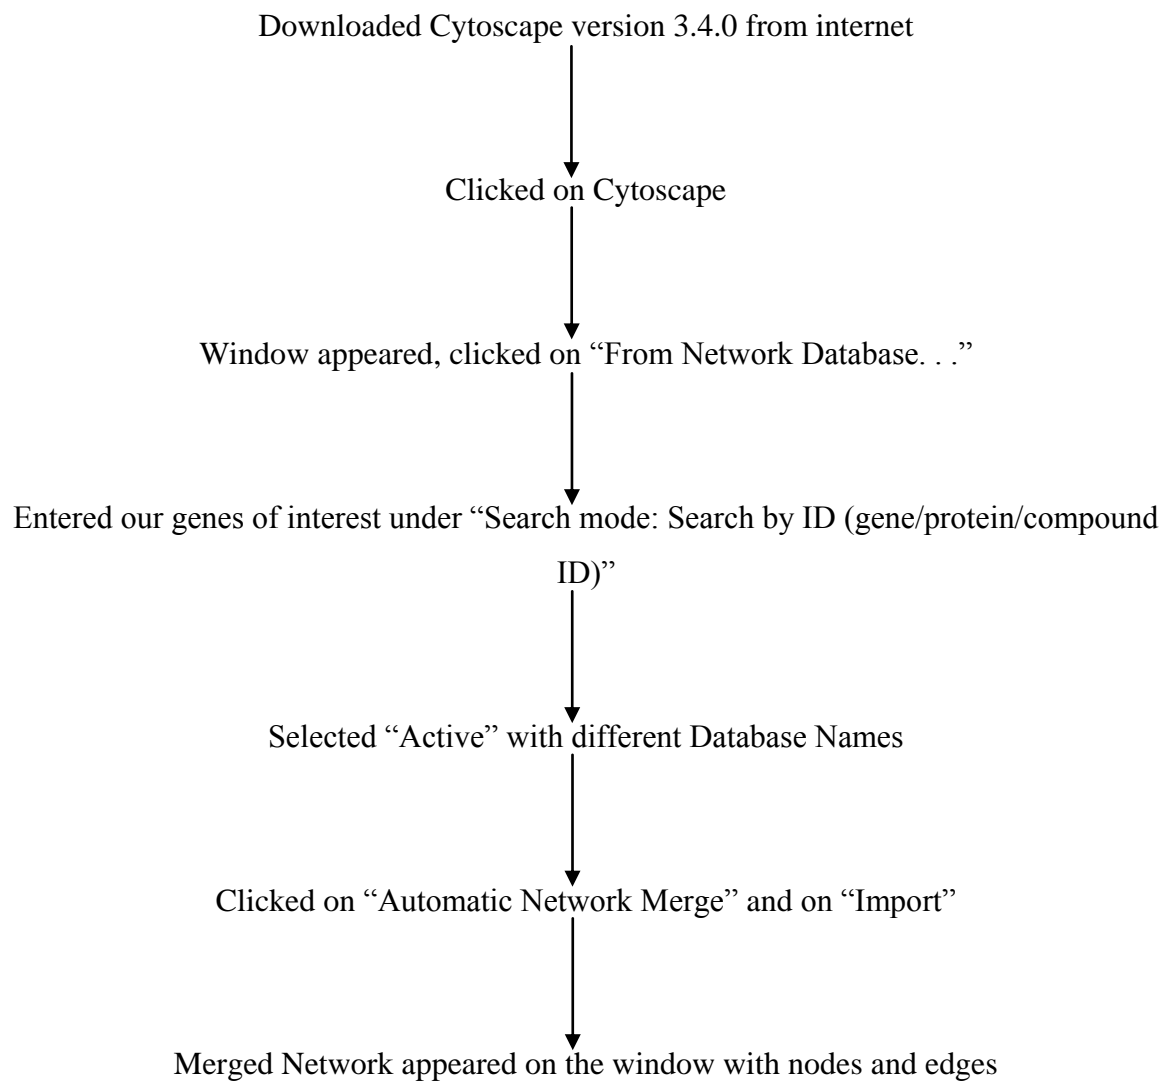 Downloaded Cytoscape version 3.4.0 from internet
Clicked on Cytoscape
Window appeared, clicked on “From Network Database. . .”
Entered our genes of interest under “Search mode: Search by ID (gene/protein/compound
ID)”
Selected “Active” with different Database Names
Clicked on “Automatic Network Merge” and on “Import”
Merged Network appeared on the window with nodes and edges